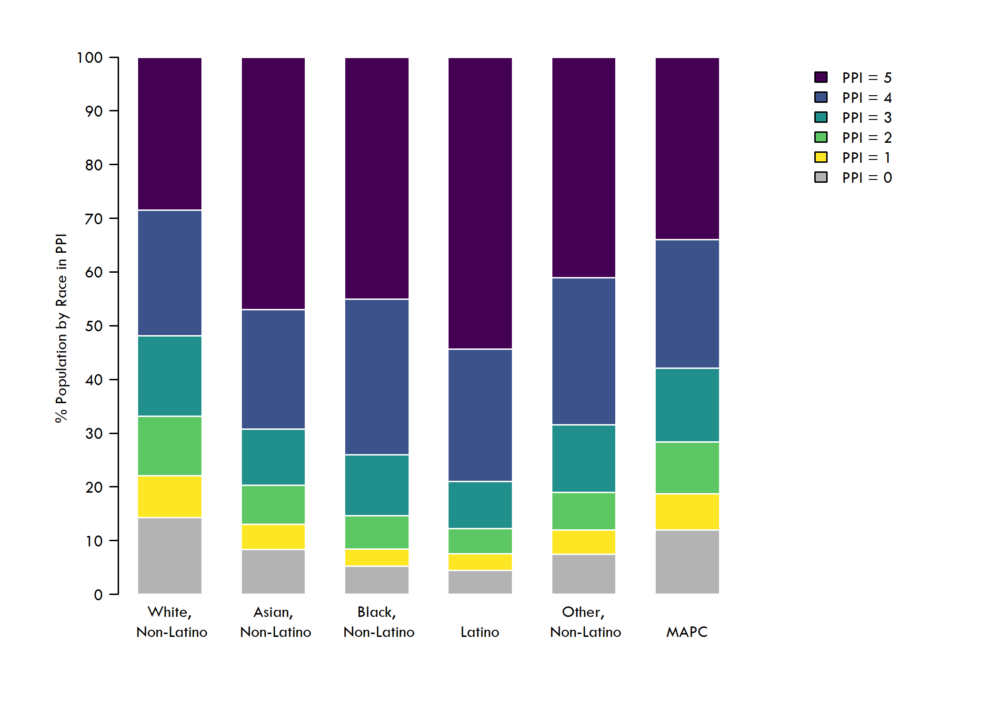 100
90
80
70
60
50
40
30
20
10
0
% Population by Race in PPI
White,
Non-Latino
Asian,
Non-Latino
Black,
Non-Latino
Latino
Other,
Non-Latino
MAPC
PPI = 5
PPI = 4
PPI = 3
PPI = 2
PPI = 1
PPI = 0